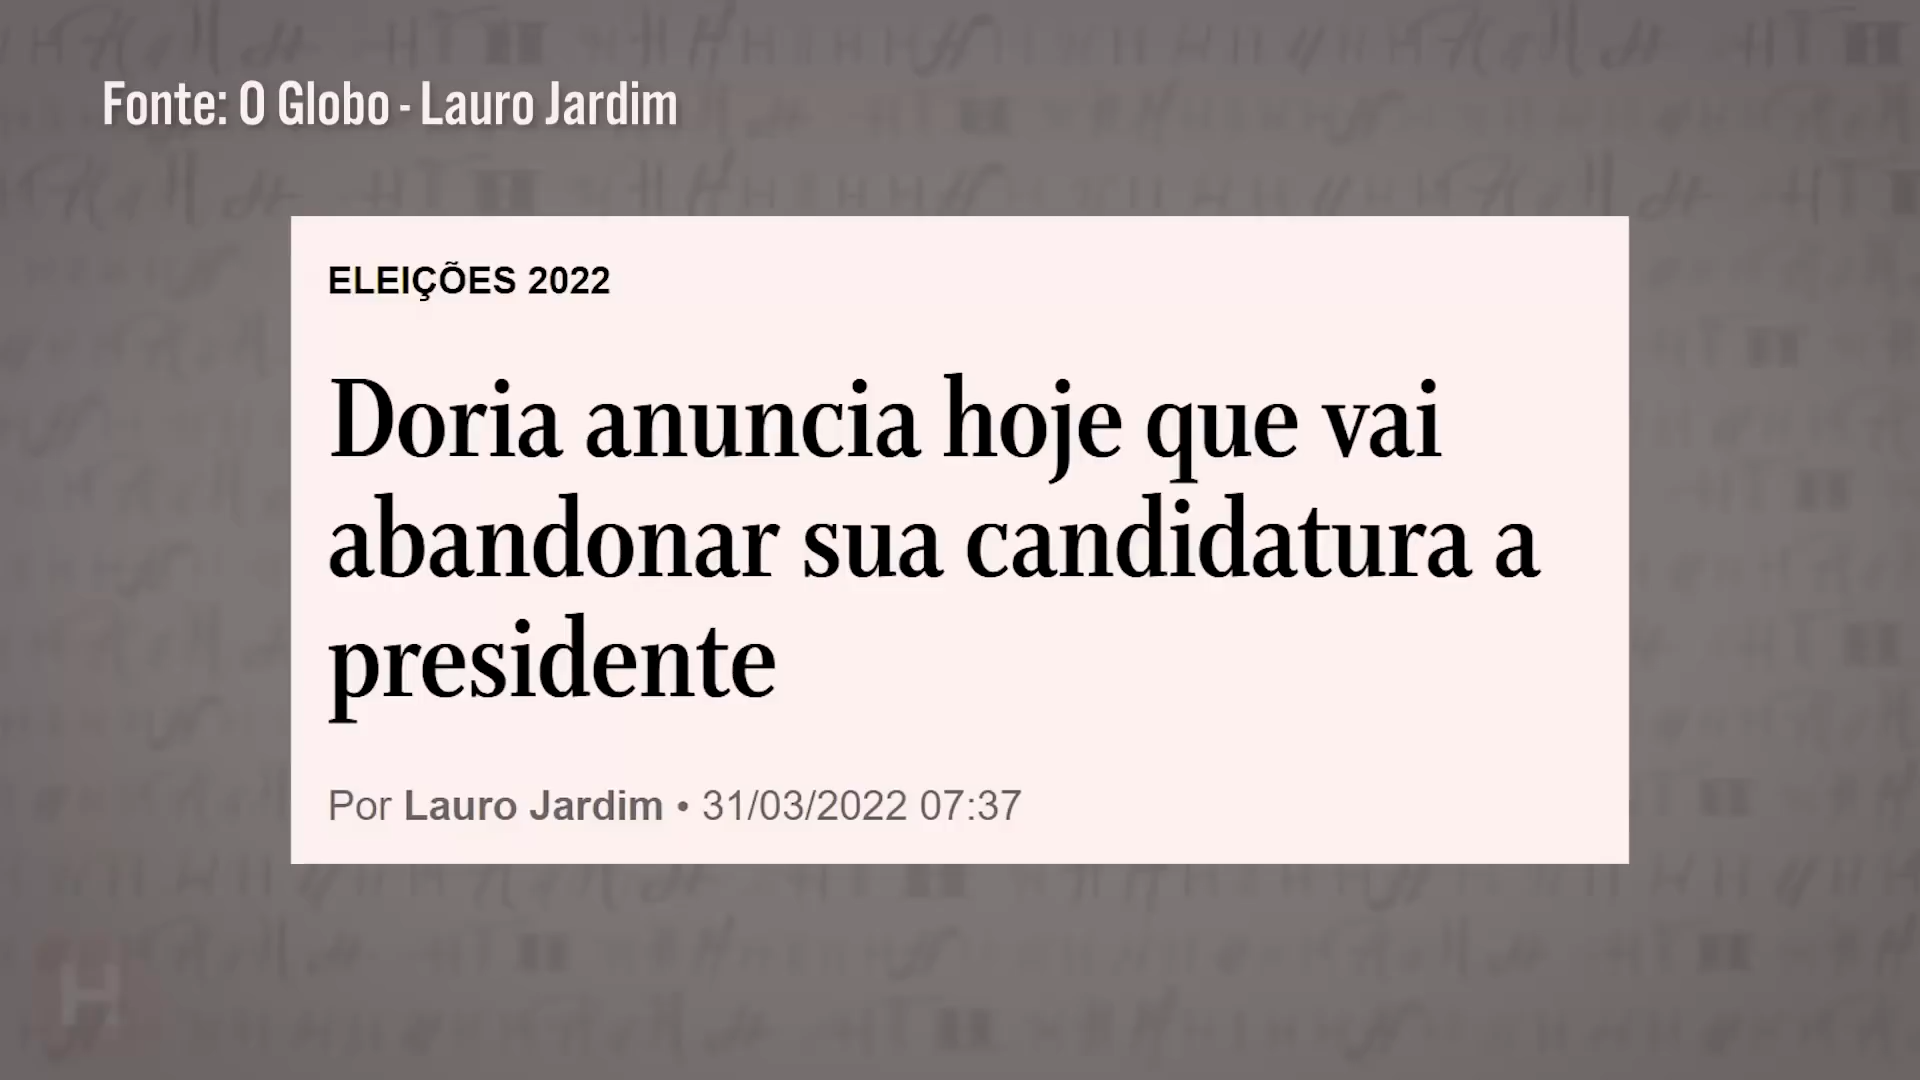 Fonte: O Globo - Lauro Jardim
ELEIÇÕES 2022
Doria anuncia hoje que vai
abandonar sua candidatura a
presidente
Por Lauro Jardim • 31/03/2022 07:37
H